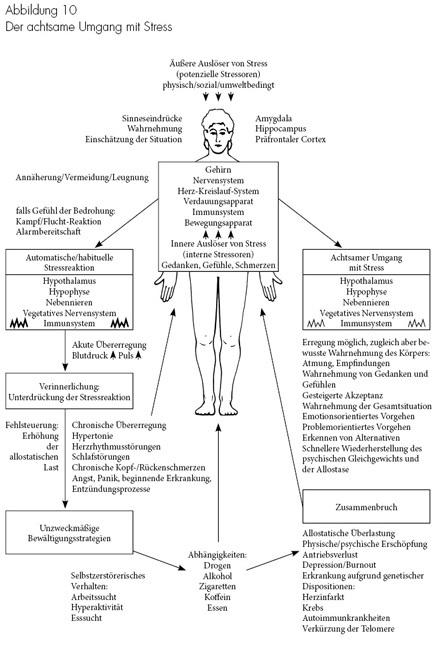 Abbildung 10
Der achtsame Umgang mit Stress
Äußere Auslöser von Stress
(potenzielle Stressoren)
physisch/sozial/umweltbedingt
Sinneseindrücke
Wahrnehmung
Einschätzung der Situation
Amygdala
Hippocampus
Präfrontaler Cortex
Annäherung/Vermeidung/Leugnung
Gehirn
Nervensystem
Herz-Kreislauf-System
Verdauungsapparat
Immunsystem
Bewegungsapparat
Innere Auslöser von Stress
(interne Stressoren)
Gedanken, Gefühle, Schmerzen
falls Gefühl der Bedrohung:
Kampf/Flucht-Reaktion
Alarmbereitschaft
Automatische/habituelle
Stressreaktion
Hypothalamus
Hypophyse
Nebennieren
Vegetatives Nervensystem
Immunsystem
Achtsamer Umgang
mit Stress
Hypothalamus
Hypophyse
Nebennieren
Vegetatives Nervensystem
Immunsystem
Akute Übererregung
Blutdruck Puls
Verinnerlichung:
Unterdrückung der Stressreaktion
Erregung möglich, zugleich aber be-
wusste Wahrnehmung des Körpers:
Atmung, Empfindungen
Wahrnehmung von Gedanken und
Gefühlen
Gesteigerte Akzeptanz
Wahrnehmung der Gesamtsituation
Emotionsorientiertes Vorgehen
Problemorientiertes Vorgehen
Erkennen von Alternativen
Schnellere Wiederherstellung des
psychischen Gleichgewichts und
der Allostase
Fehlsteuerung:
Erhöhung
der
allostatischen
Last
Chronische Übererregung
Hypertonie
Herzrhythmusstörungen
Schlafstörungen
Chronische Kopf-/Rückenschmerzen
Angst, Panik, beginnende Erkrankung,
Entzündungsprozesse
Unzweckmäßige
Bewältigungsstrategien
Zusammenbruch
Selbstzerstörerisches
Verhalten:
Arbeitssucht
Hyperaktivität
Esssucht
Abhängigkeiten:
Drogen
Alkohol
Zigaretten
Koffein
Essen
Allostatische Überlastung
Physische/psychische Erschöpfung
Antriebsverlust
Depression/Burnout
Erkrankung aufgrund genetischer
Dispositionen:
Herzinfarkt
Krebs
Autoimmunkrankheiten
Verkürzung der Telomere